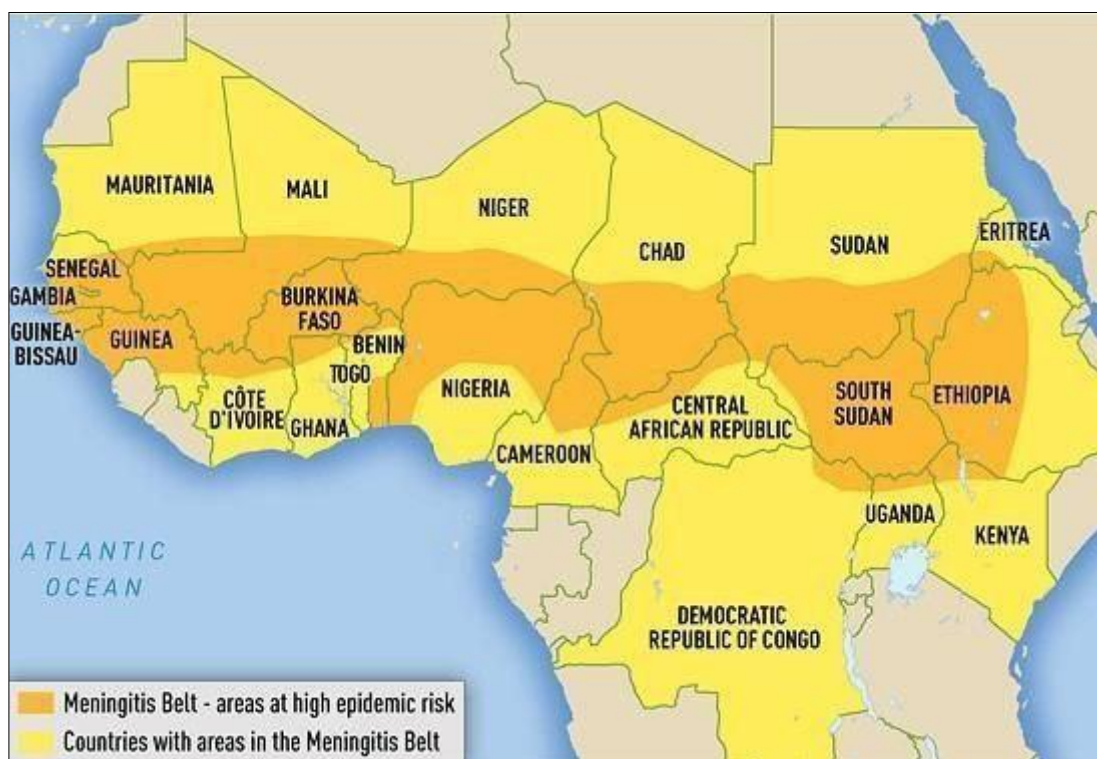 MAURITANIA
MALI
NIGER
CHAD
SUDAN
ERITREA
SENEGAL
GAMBIA
GUINEA-
BISSAU
GUINEA
BURKINA
FASO
BENIN
TOGO
CÔTE
D'IVOIRE
GHANA
NIGERIA
CAMEROON
CENTRAL
AFRICAN REPUBLIC
SOUTH
SUDAN
ETHIOPIA
UGANDA
KENYA
DEMOCRATIC
REPUBLIC OF CONGO
ATLANTIC
OCEAN
Meningitis Belt - areas at high epidemic risk
Countries with areas in the Meningitis Belt